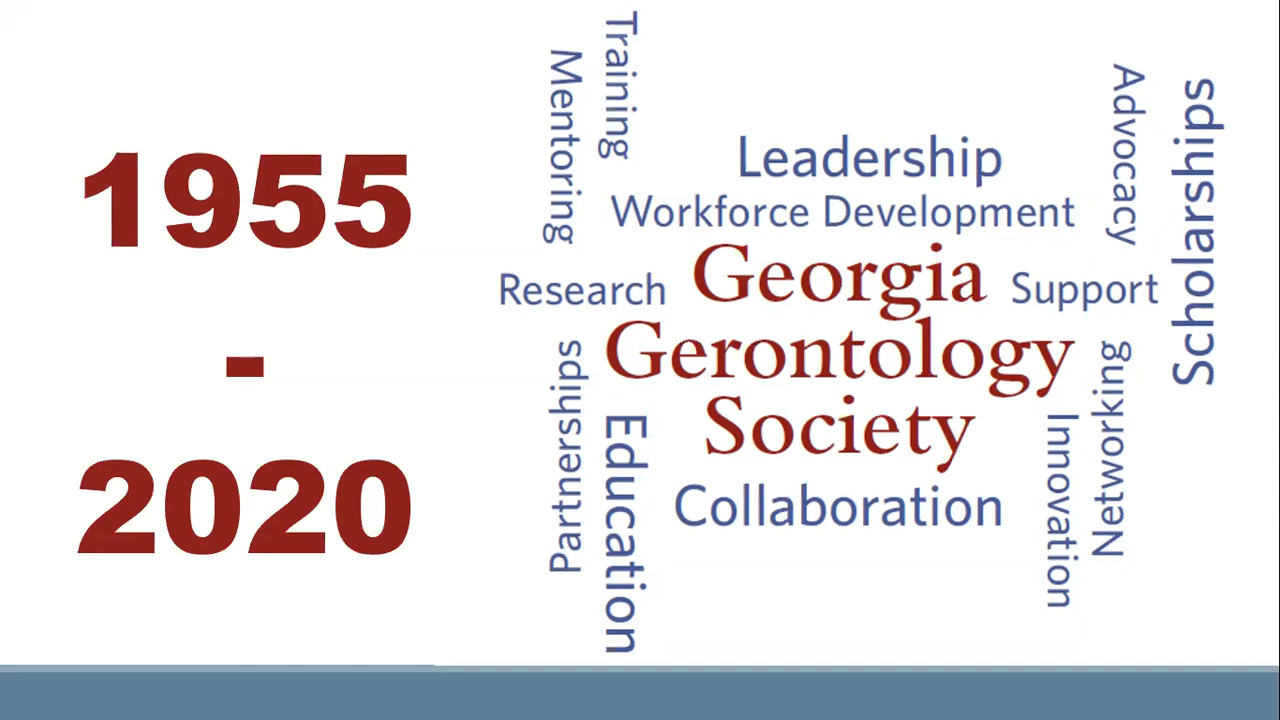 1955
-
2020
Training
Mentoring
Leadership
Workforce Development
Advocacy
Scholarships
Research
Georgia
Support
Gerontology
Society
Partnerships
Education
Collaboration
Innovation
Networking